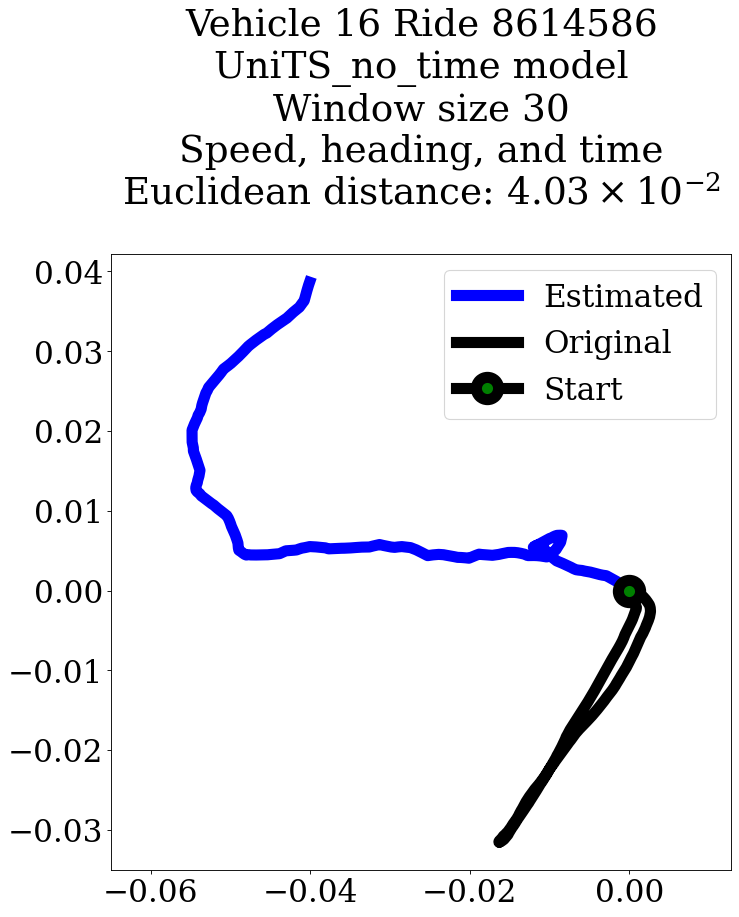 Vehicle 16 Ride 8614586
UniTS_no_time model
Window size 30
Speed, heading, and time
Euclidean distance: 4.03 × 10⁻²
0.04
0.03
0.02
0.01
0.00
−0.01
−0.02
−0.03
Estimated
Original
Start
−0.06 −0.04 −0.02 0.00